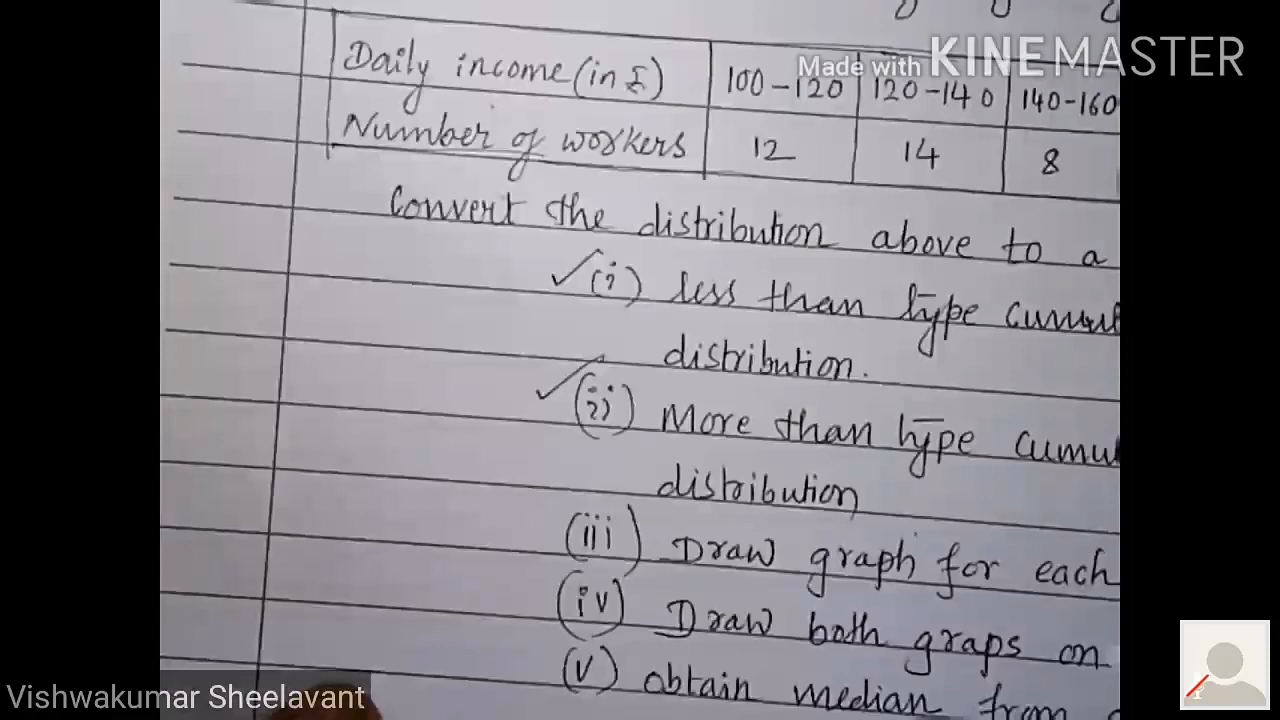 Made with KINEMASTER
Daily income (in ₹) 100-120 120-140 140-160
Number of workers 12 14 8
Convert the distribution above to a
(i) less than type
distribution.
(ii) More than type
distribution
(iii) Draw graph for each
(iv) Draw both graps on
(v) obtain median from
Vishwakumar Sheelavant